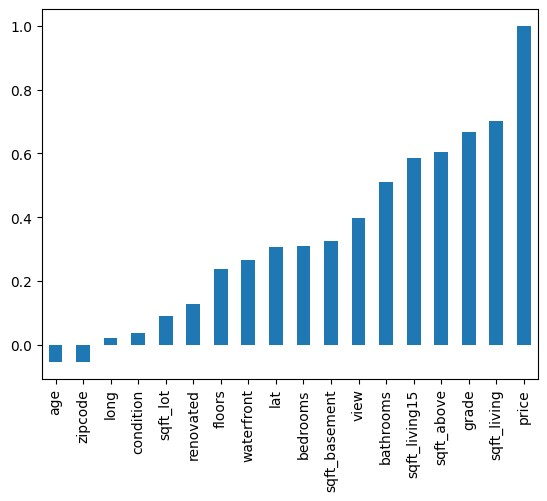 1.0
0.8
0.6
0.4
0.2
0.0
age
zipcode
long
condition
sqft_lot
renovated
floors
waterfront
lat
bedrooms
sqft_basement
view
bathrooms
sqft_living15
sqft_above
grade
sqft_living
price